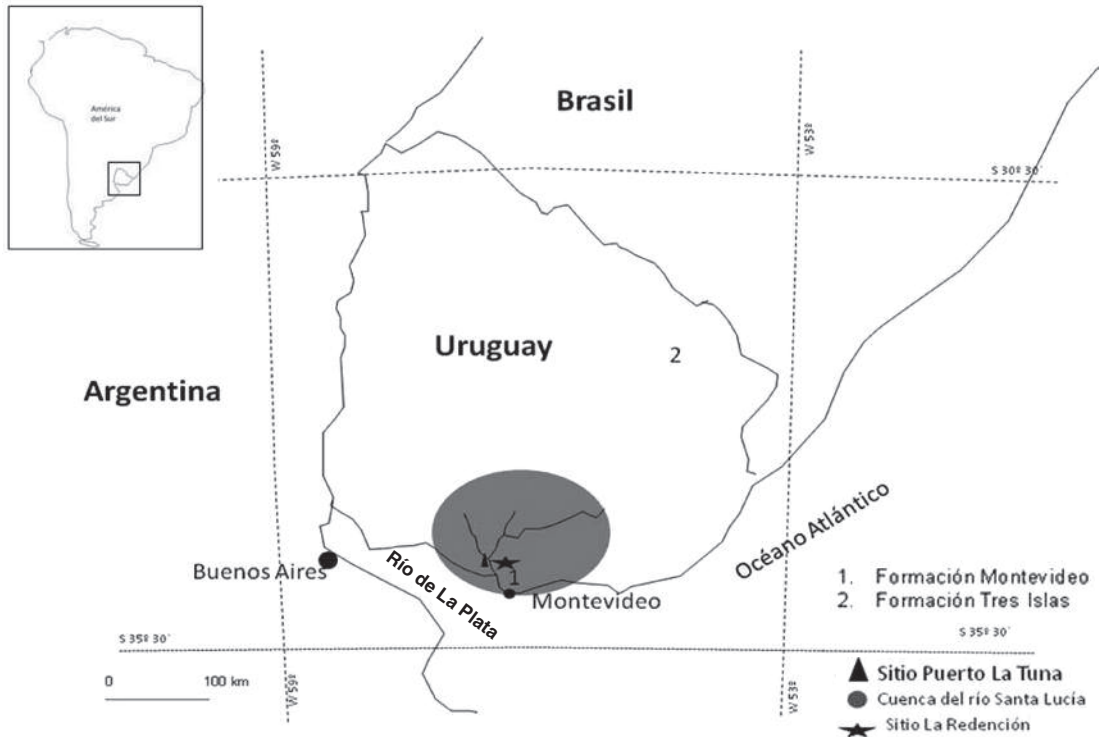 América
del Sur
Brasil
W 59º
W 53º
S 30º 30´
Uruguay
2
Argentina
Océano Atlántico
Buenos Aires
Río de La Plata
1
Montevideo
1. Formación Montevideo
2. Formación Tres Islas
S 35º 30´
S 35º 30´
0 100 km
W 59º
W 53º
Sitio Puerto La Tuna
Cuenca del río Santa Lucía
Sitio La Redención